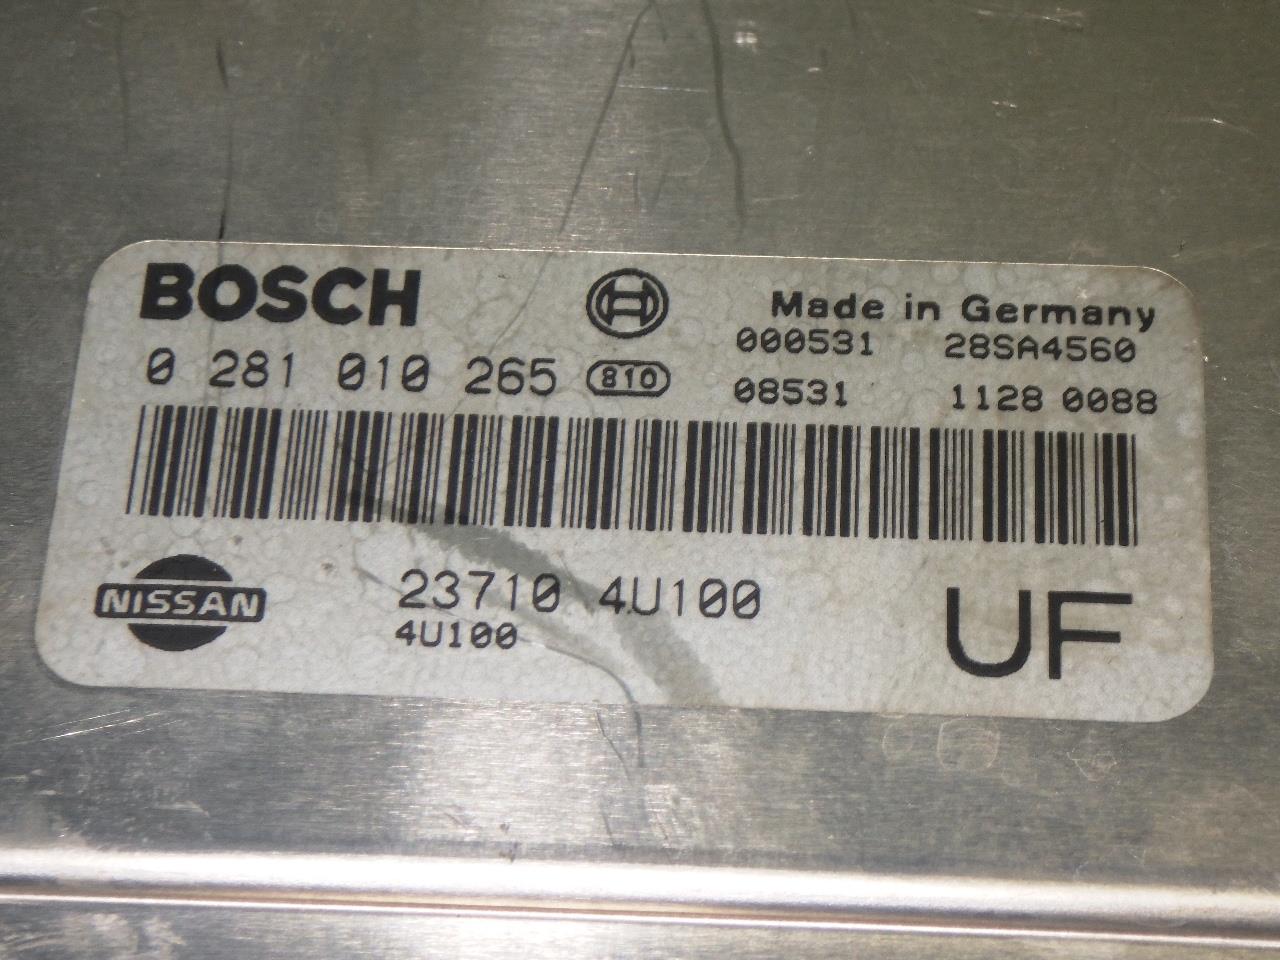 BOSCH
Made in Germany
000531 28SA4560
0 281 010 265 810
08531 1128 0088
NISSAN
23710 4U100
4U100
UF